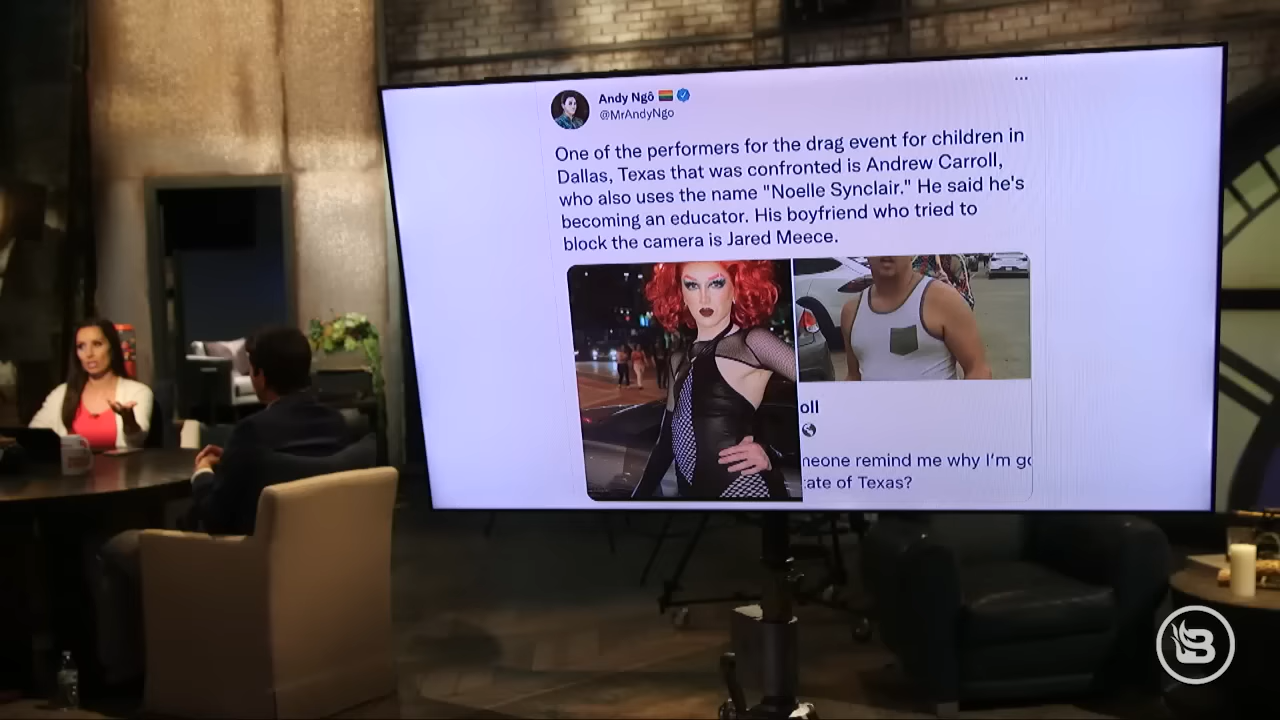 Andy Ngô
@MrAndyNgo
One of the performers for the drag event for children in
Dallas, Texas that was confronted is Andrew Carroll,
who also uses the name "Noelle Synclair." He said he's
becoming an educator. His boyfriend who tried to
block the camera is Jared Meece.
oll
neone remind me why I'm go
ate of Texas?
B